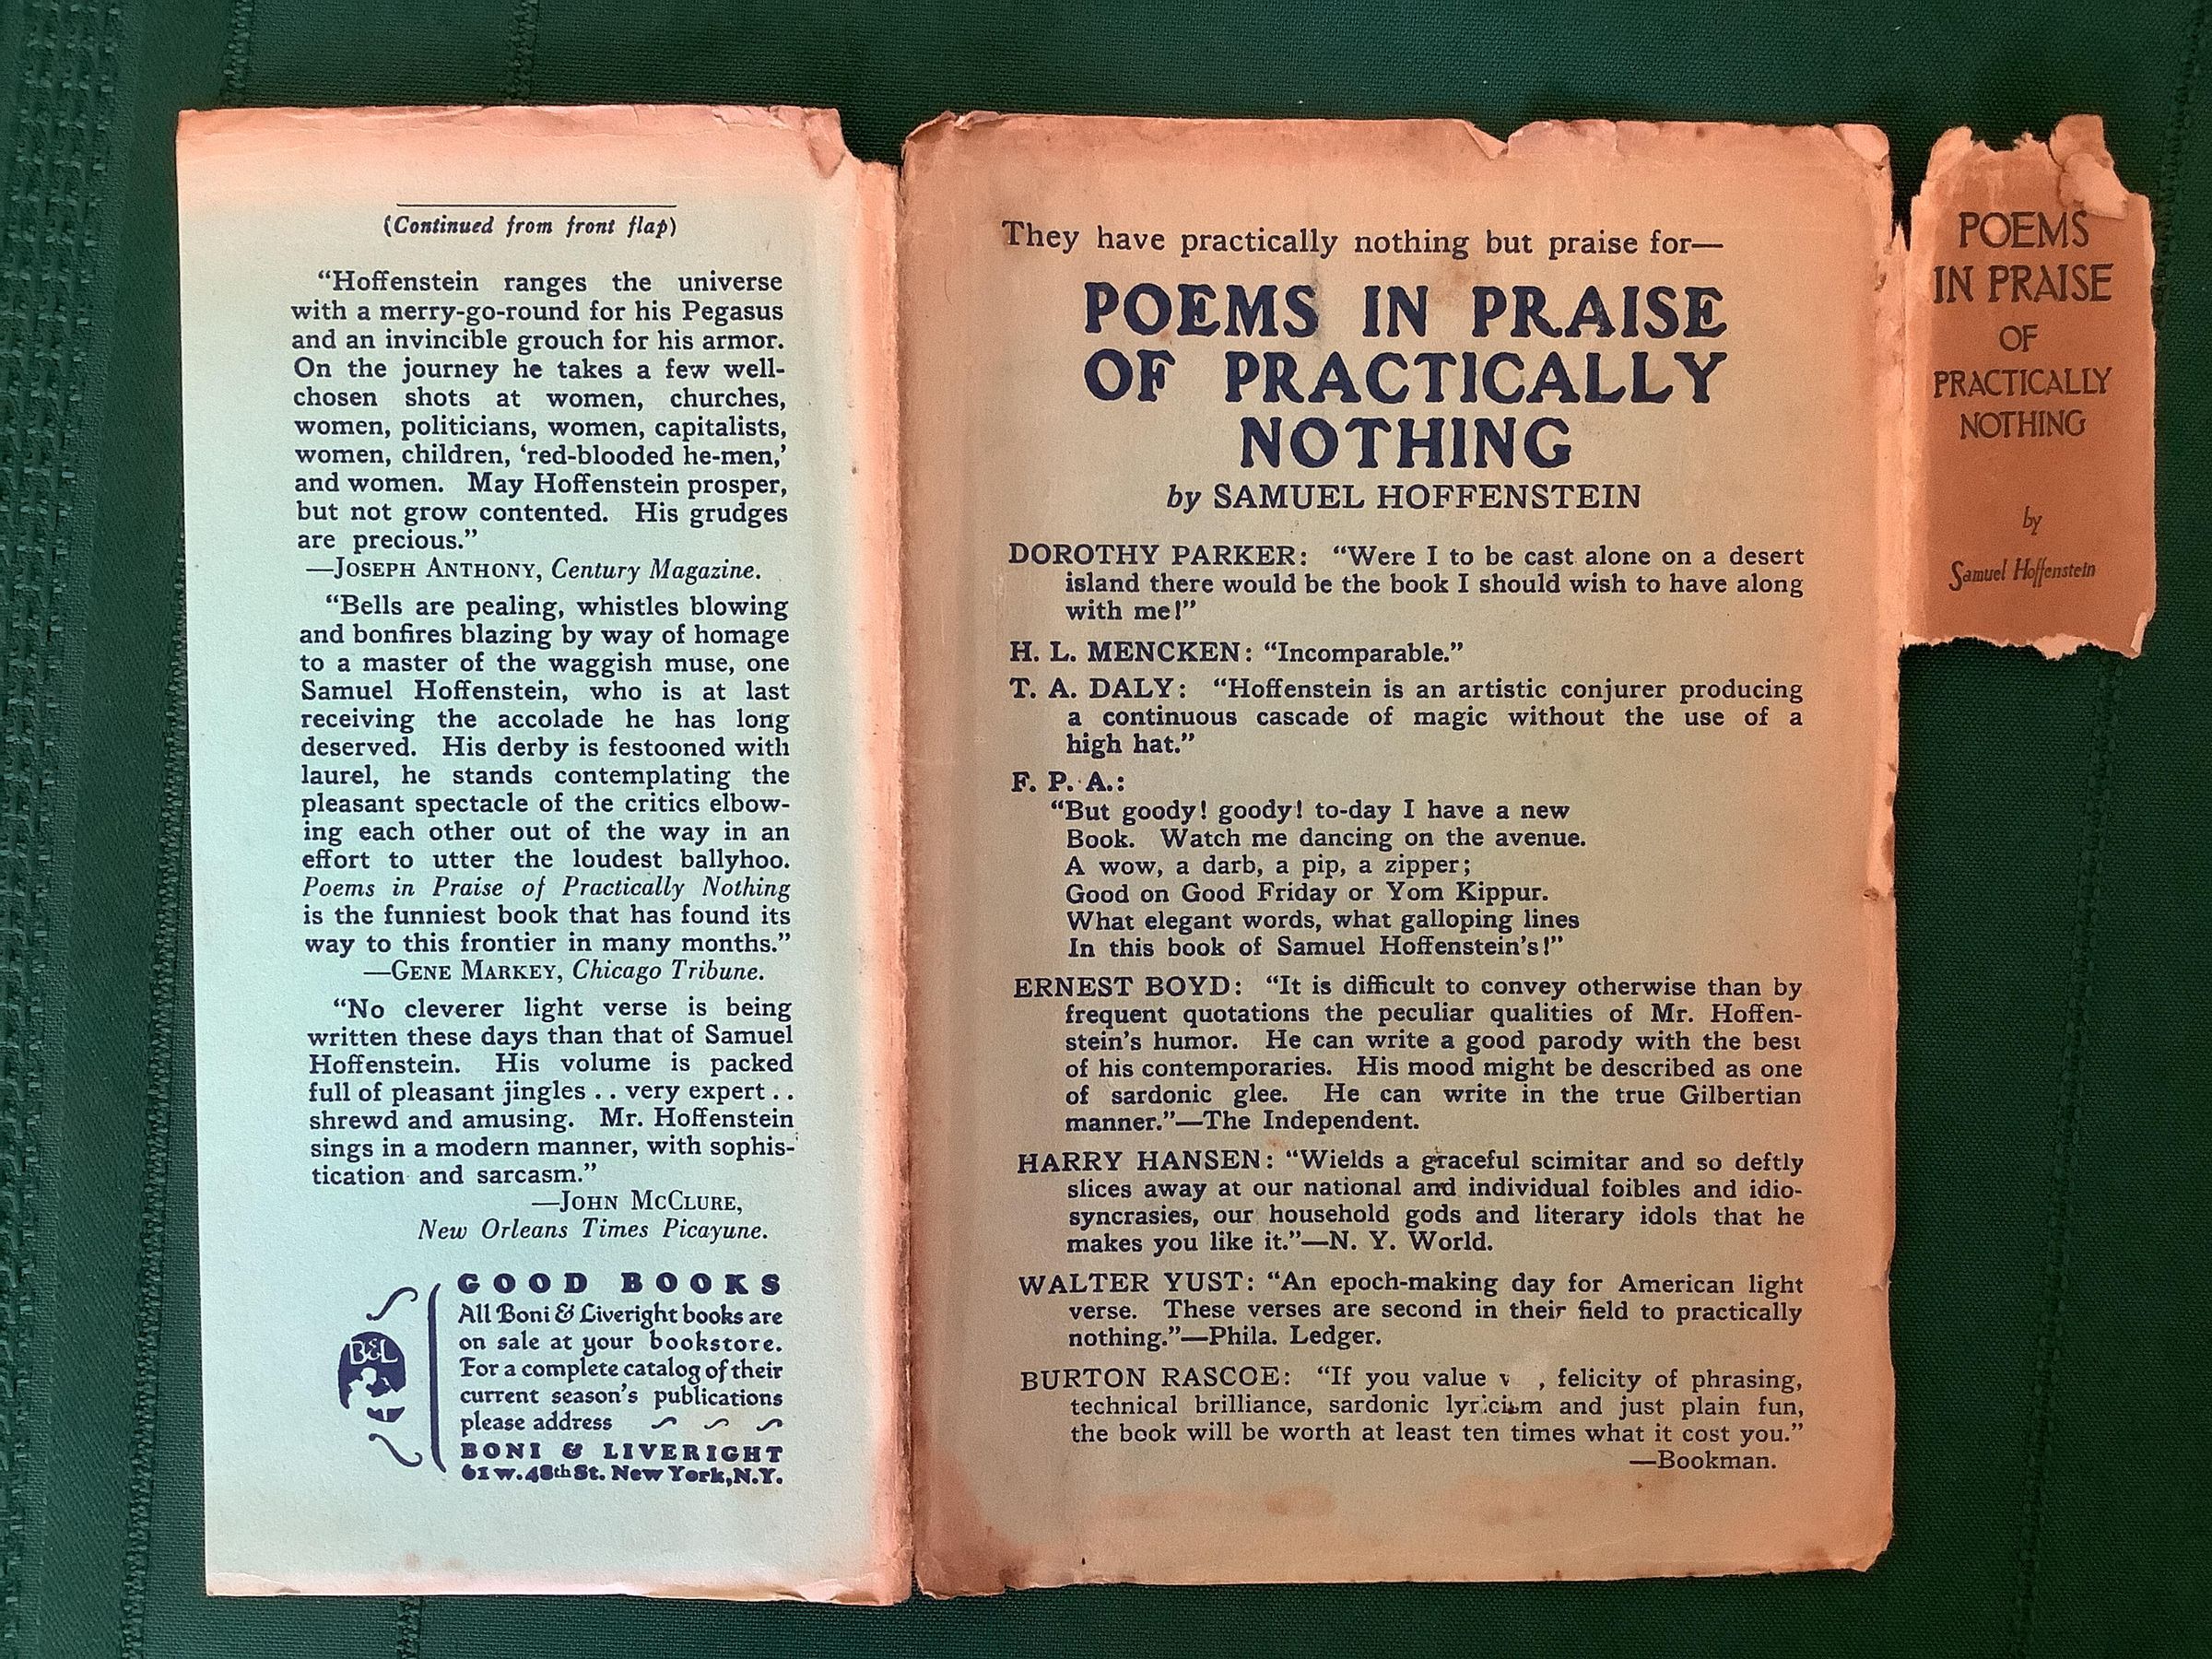 (Continued from front flap)
“Hoffenstein ranges the universe
with a merry-go-round for his Pegasus
and an invincible grouch for his armor.
On the journey he takes a few well-
chosen shots at women, churches,
women, politicians, women, capitalists,
women, children, ‘red-blooded he-men,’
and women. May Hoffenstein prosper,
but not grow contented. His grudges
are precious.”
—JOSEPH ANTHONY, Century Magazine.
“Bells are pealing, whistles blowing
and bonfires blazing by way of homage
to a master of the waggish muse, one
Samuel Hoffenstein, who is at last
receiving the accolade he has long
deserved. His derby is festooned with
laurel, he stands contemplating the
pleasant spectacle of the critics elbow-
ing each other out of the way in an
effort to utter the loudest ballyhoo.
Poems in Praise of Practically Nothing
is the funniest book that has found its
way to this frontier in many months.”
—GENE MARKEY, Chicago Tribune.
“No cleverer light verse is being
written these days than that of Samuel
Hoffenstein. His volume is packed
full of pleasant jingles . . very expert . .
shrewd and amusing. Mr. Hoffenstein
sings in a modern manner, with sophis-
tication and sarcasm.”
—JOHN MCCLURE,
New Orleans Times Picayune.
B&L
GOOD BOOKS
All Boni & Liveright books are
on sale at your bookstore.
For a complete catalog of their
current season's publications
please address
BONI & LIVERIGHT
61 W. 48th St. New York, N.Y.
They have practically nothing but praise for—
POEMS IN PRAISE
OF PRACTICALLY
NOTHING
by SAMUEL HOFFENSTEIN
DOROTHY PARKER: “Were I to be cast alone on a desert
island there would be the book I should wish to have along
with me!”
H. L. MENCKEN: “Incomparable.”
T. A. DALY: “Hoffenstein is an artistic conjurer producing
a continuous cascade of magic without the use of a
high hat.”
F. P. A.:
“But goody! goody! to-day I have a new
Book. Watch me dancing on the avenue.
A wow, a darb, a pip, a zipper;
Good on Good Friday or Yom Kippur.
What elegant words, what galloping lines
In this book of Samuel Hoffenstein's!”
ERNEST BOYD: “It is difficult to convey otherwise than by
frequent quotations the peculiar qualities of Mr. Hoffen-
stein's humor. He can write a good parody with the best
of his contemporaries. His mood might be described as one
of sardonic glee. He can write in the true Gilbertian
manner.”—The Independent.
HARRY HANSEN: “Wields a graceful scimitar and so deftly
slices away at our national and individual foibles and idio-
syncrasies, our household gods and literary idols that he
makes you like it.”—N. Y. World.
WALTER YUST: “An epoch-making day for American light
verse. These verses are second in their field to practically
nothing.”—Phila. Ledger.
BURTON RASCOE: “If you value , felicity of phrasing,
technical brilliance, sardonic lyricism and just plain fun,
the book will be worth at least ten times what it cost you.”
—Bookman.
POEMS
IN PRAISE
OF
PRACTICALLY
NOTHING
by
Samuel Hoffenstein